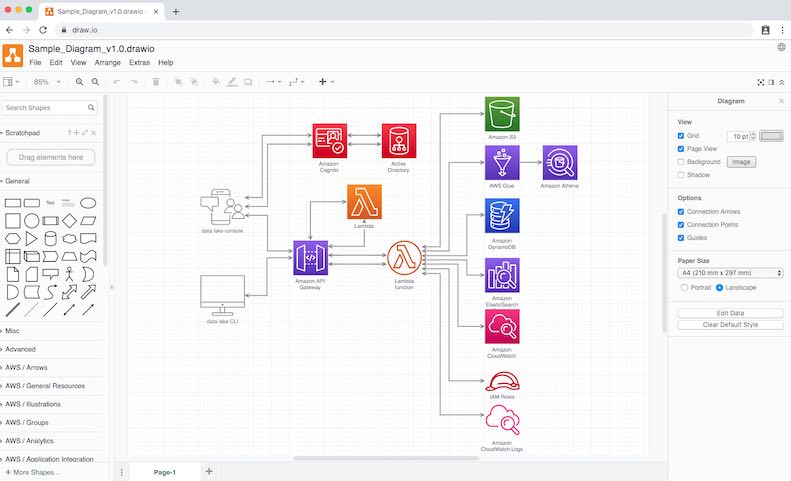 Sample_Diagram_v1.0.drawio -
draw.io
Sample_Diagram_v1.0.drawio
File Edit View Arrange Extras Help
85%
Search Shapes
Scratchpad
Drag elements here
General
Text
Misc
Advanced
AWS / Arrows
AWS / General Resources
AWS / Illustrations
AWS / Groups
AWS / Analytics
AWS / Application Integration
+ More Shapes...
data lake console
data lake CLI
Amazon
Cognito
Active
Directory
Lambda
Amazon API
Gateway
Lambda
function
Amazon S3
AWS Glue
Amazon Athena
Amazon
DynamoDB
Amazon
ElasticSearch
Amazon
CloudWatch
IAM Roles
Amazon
CloudWatch Logs
Page-1
Diagram
View
Grid
10 pt
Page View
Background
Image
Shadow
Options
Connection Arrows
Connection Points
Guides
Paper Size
A4 (210 mm x 297 mm)
Portrait
Landscape
Edit Data
Clear Default Style